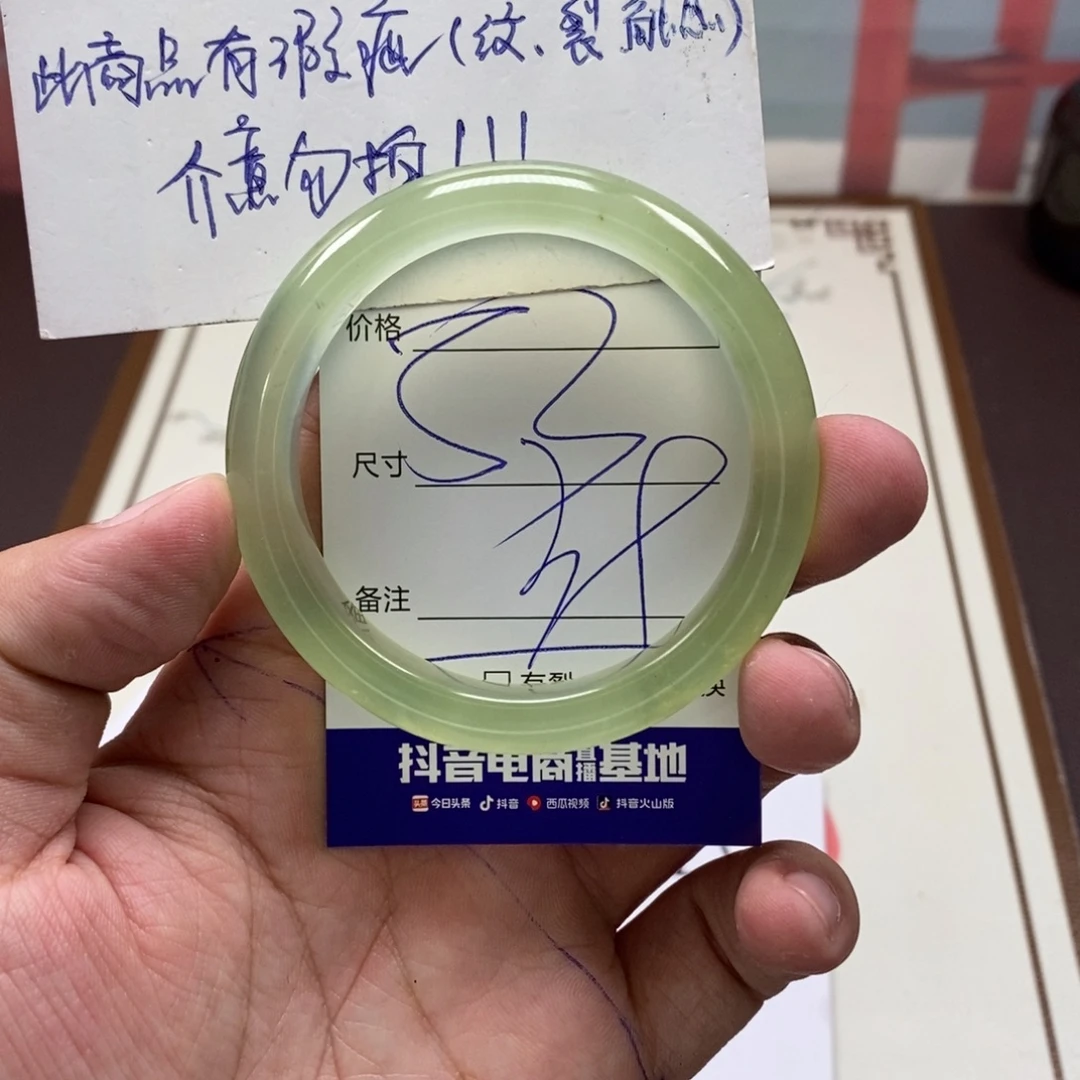 此商品有瑕疵(纹、裂
介意勿拍!!!
价格
尺寸
备注
有裂
换
抖音电商直播基地
今日头条 抖音 西瓜视频 抖音火山版